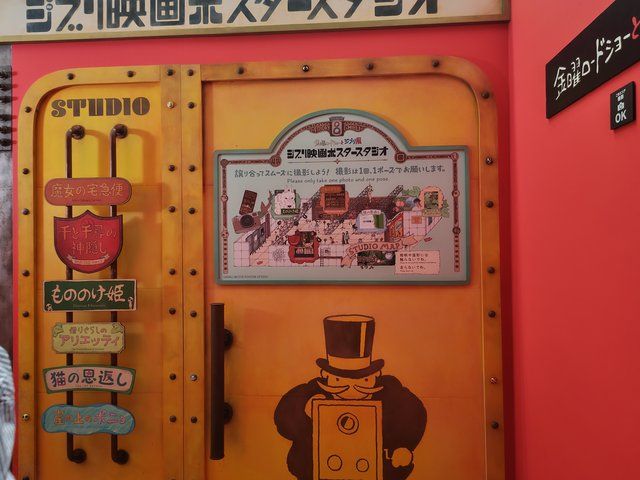 ジブリ映画ポスタースタジオ
金曜ロードショーと
OK
STUDIO
とジブリ展
ジブリ映画ポスタースタジオ
譲り合ってスムーズに撮影しよう! 撮影は1回、1ポーズでお願いします。
Please only take one photo and one pose.
STUDIO MAP
魔女の宅急便
千と千尋の
神隠し
もののけ姫
借りぐらしの
アリエッティ
猫の恩返し
崖の上のポニョ